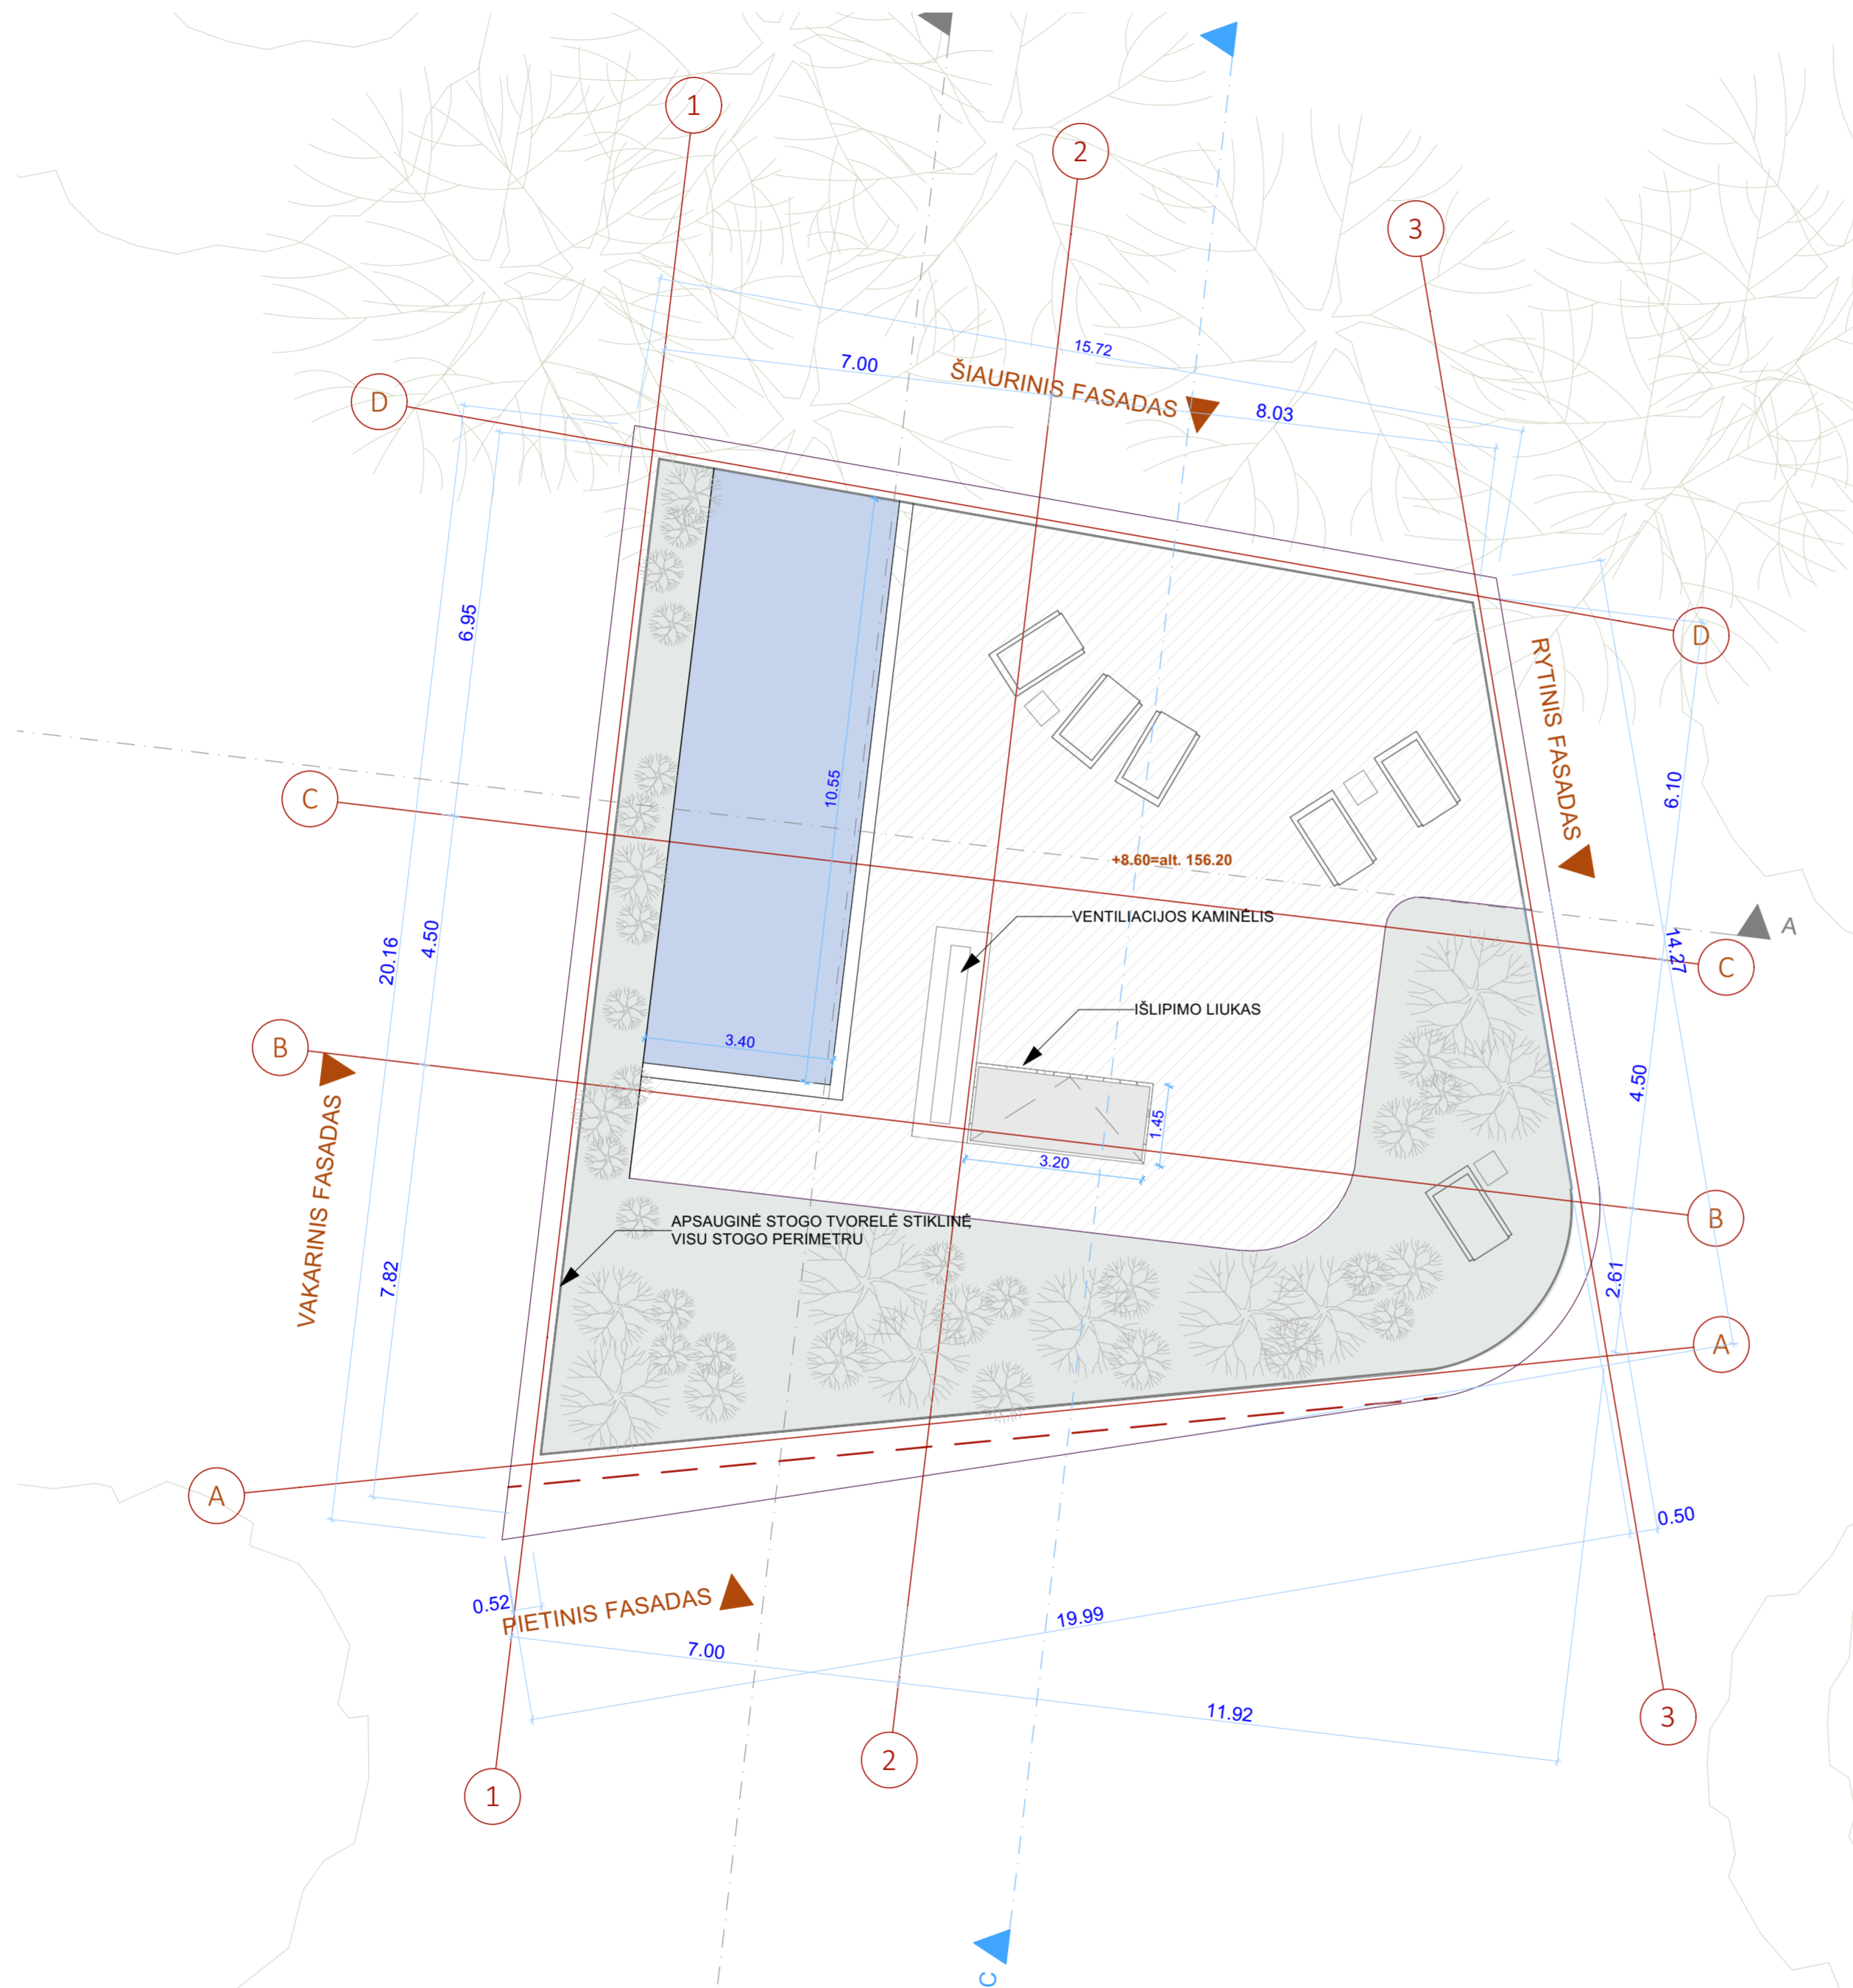 1
2
3
15.72
7.00
ŠIAURINIS FASADAS
8.03
D
D
6.95
RYTINIS FASADAS
6.10
10.55
C
+8.60=alt. 156.20
VENTILIACIJOS KAMINĖLIS
A
14.27
C
20.16
4.50
IŠLIPIMO LIUKAS
3.40
B
4.50
1.45
3.20
B
VAKARINIS FASADAS
APSAUGINĖ STOGO TVORELĖ STIKLINĖ,
VISU STOGO PERIMETRU
7.82
2.61
A
A
0.50
0.52
PIETINIS FASADAS
19.99
7.00
11.92
3
2
1
C